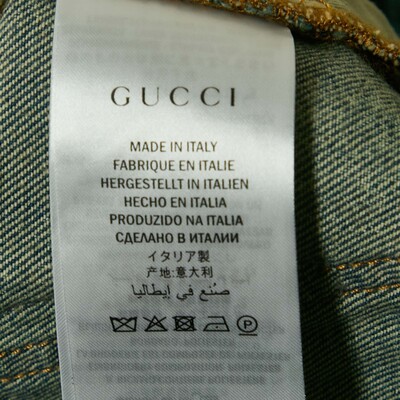 GUCCI
MADE IN ITALY
FABRIQUE EN ITALIE
HERGESTELLT IN ITALIEN
HECHO EN ITALIA
PRODUZIDO NA ITALIA
СДЕЛАНО В ИТАЛИИ
イタリア製
产地:意大利
صُنع في إيطاليا